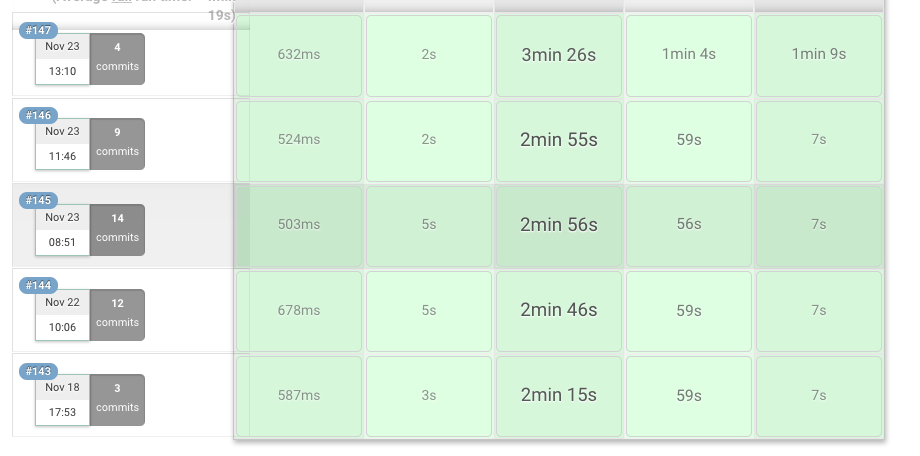 19s)
#147
Nov 23
13:10
4
commits
632ms
2s
3min 26s
1min 4s
1min 9s
#146
Nov 23
11:46
9
commits
524ms
2s
2min 55s
59s
7s
#145
Nov 23
08:51
14
commits
503ms
5s
2min 56s
56s
7s
#144
Nov 22
10:06
12
commits
678ms
5s
2min 46s
59s
7s
#143
Nov 18
17:53
3
commits
587ms
3s
2min 15s
59s
7s